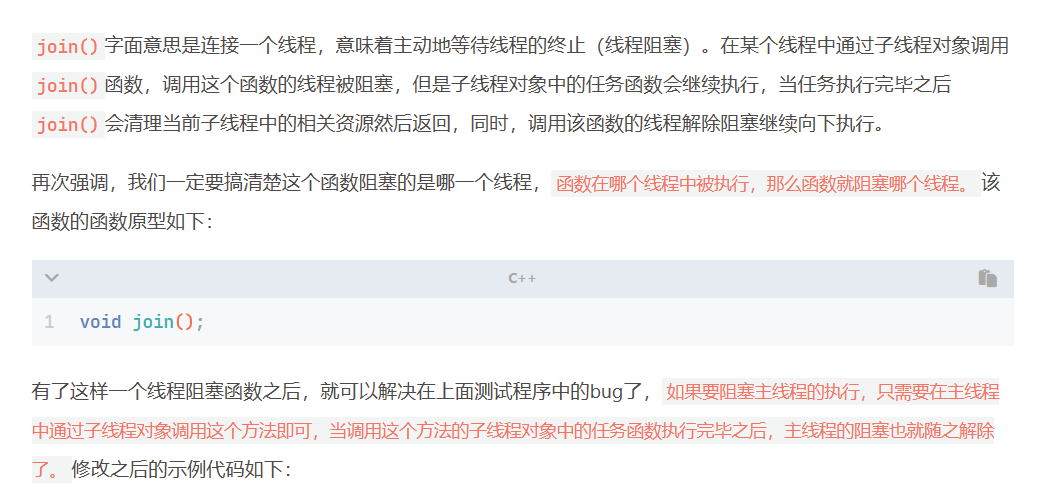 join()字面意思是连接一个线程，意味着主动地等待线程的终止（线程阻塞）。在某个线程中通过子线程对象调用
join()函数，调用这个函数的线程被阻塞，但是子线程对象中的任务函数会继续执行，当任务执行完毕之后
join()会清理当前子线程中的相关资源然后返回，同时，调用该函数的线程解除阻塞继续向下执行。
再次强调，我们一定要搞清楚这个函数阻塞的是哪一个线程，函数在哪个线程中被执行，那么函数就阻塞哪个线程。该
函数的函数原型如下：
C++
1 void join();
有了这样一个线程阻塞函数之后，就可以解决在上面测试程序中的bug了，如果要阻塞主线程的执行，只需要在主线程
中通过子线程对象调用这个方法即可，当调用这个方法的子线程对象中的任务函数执行完毕之后，主线程的阻塞也就随之解除
了。修改之后的示例代码如下：